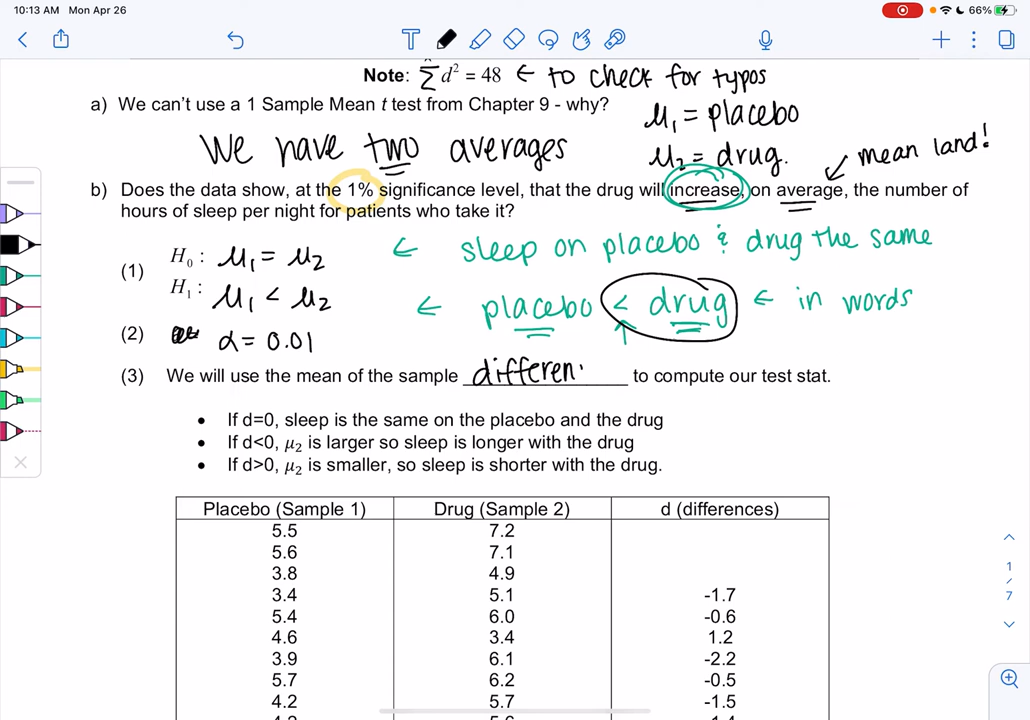 10:13 AM Mon Apr 26 66%
Note: ∑d² = 48 ← to check for typos
a) We can't use a 1 Sample Mean t test from Chapter 9 - why?
μ₁ = placebo
We have two averages
μ₂ = drug.
mean land!
b) Does the data show, at the 1% significance level, that the drug will increase, on average, the number of
hours of sleep per night for patients who take it?
(1) H₀: μ₁ = μ₂ ← sleep on placebo & drug the same
H₁: μ₁ < μ₂ ← placebo < drug ← in words
(2) α = 0.01
(3) We will use the mean of the sample differen to compute our test stat.
• If d=0, sleep is the same on the placebo and the drug
• If d<0, μ₂ is larger so sleep is longer with the drug
• If d>0, μ₂ is smaller, so sleep is shorter with the drug.
Placebo (Sample 1) Drug (Sample 2) d (differences)
5.5 7.2
5.6 7.1
3.8 4.9
3.4 5.1 -1.7
5.4 6.0 -0.6
4.6 3.4 1.2
3.9 6.1 -2.2
5.7 6.2 -0.5
4.2 5.7 -1.5
1
/
7